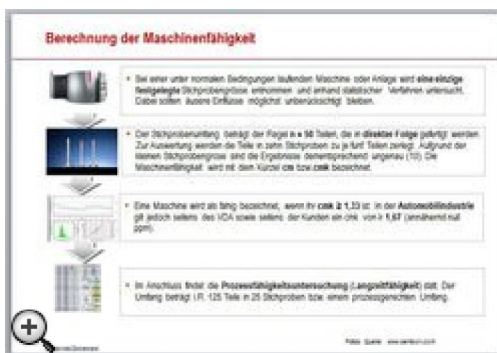 Berechnung der Maschinenfähigkeit
Bei einer unter normalen Bedingungen laufenden Maschine oder Anlage wird eine einzige
festgelegte Stichprobengrösse entnommen und anhand statistischer Verfahren untersucht.
Dabei sollen äussere Einflüsse möglichst unberücksichtigt bleiben.
Der Stichprobenumfang beträgt der Regel n = 50 Teilen, die in direkter Folge gefertigt werden.
Zur Auswertung werden die Teile in zehn Stichproben zu je fünf Teilen zerlegt. Aufgrund der
kleinen Stichprobengrösse sind die Ergebnisse dementsprechend ungenau (10). Die
Maschinenfähigkeit wird mit dem Kürzel cm bzw. cmk bezeichnet.
Eine Maschine wird als fähig bezeichnet, wenn ihr cmk ≥ 1,33 ist. In der Automobilindustrie
gilt jedoch seitens des VDA sowie seitens der Kunden ein cmk von ≥ 1,67 (annähernd null
ppm).
Im Anschluss findet die Prozessfähigkeitsuntersuchung (Langzeitfähigkeit) statt. Der
Umfang beträgt i.R. 125 Teile in 25 Stichproben bzw. einem prozessgerechten Umfang.